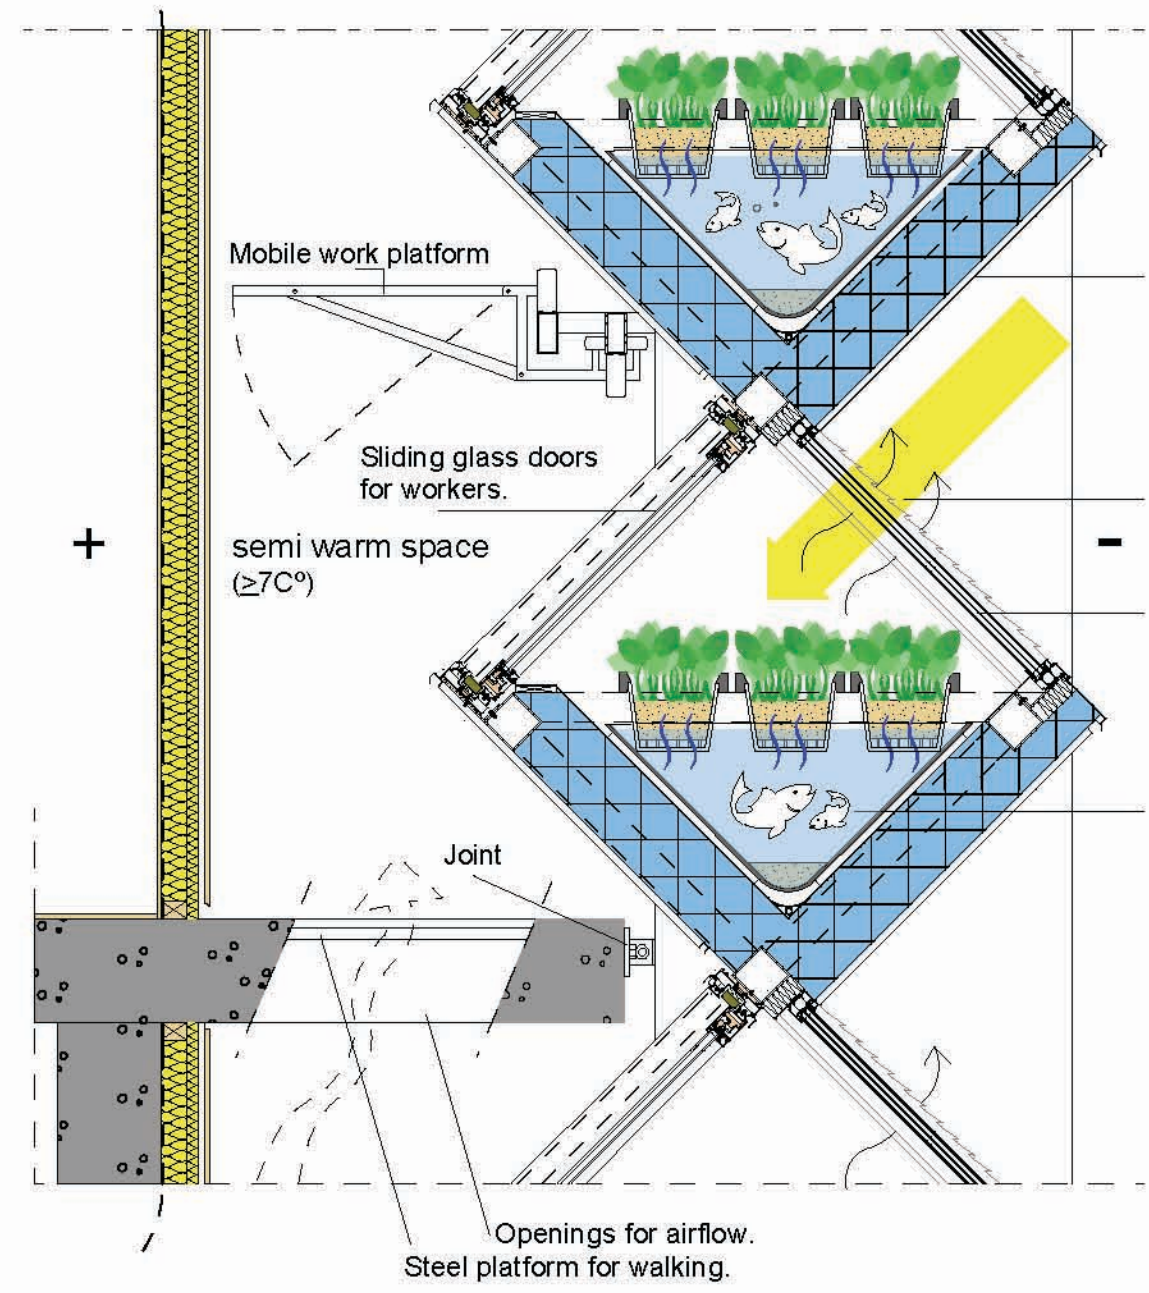 Mobile work platform
Sliding glass doors
for workers.
+
semi warm space
-
(≥7Cº)
Joint
Openings for airflow.
Steel platform for walking.